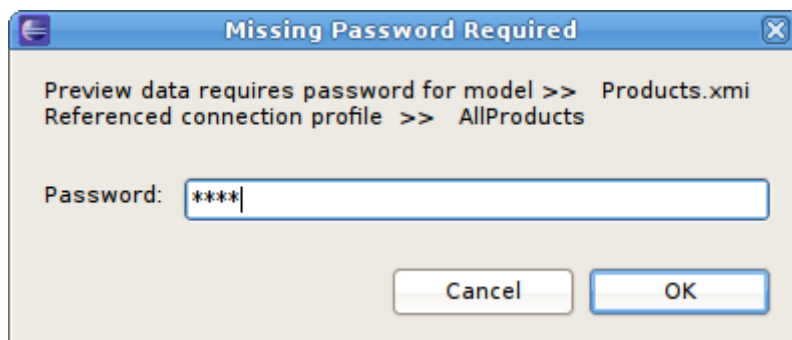 Missing Password Required
Preview data requires password for model >> Products.xmi
Referenced connection profile >> AllProducts
Password: ****
Cancel OK